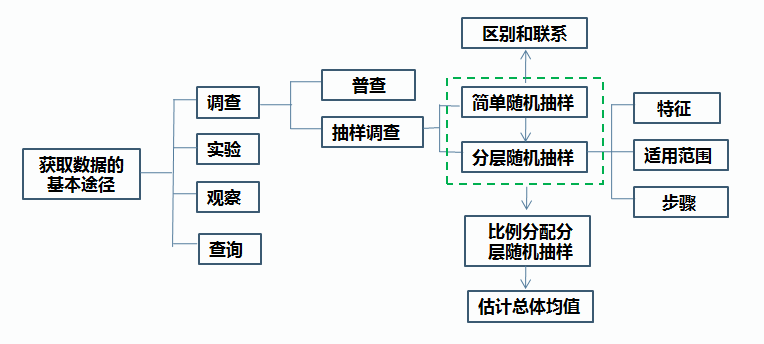 获取数据的
基本途径
调查
实验
观察
查询
普查
抽样调查
区别和联系
简单随机抽样
分层随机抽样
特征
适用范围
步骤
比例分配分
层随机抽样
估计总体均值